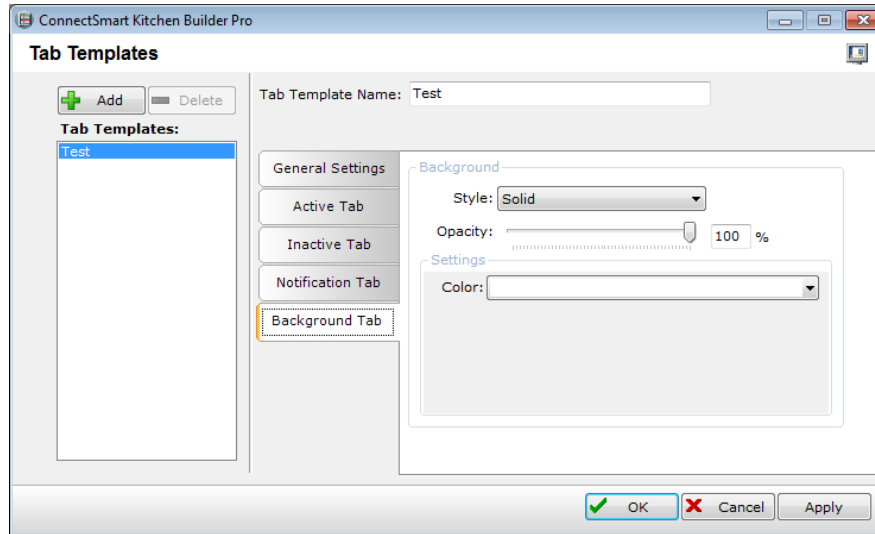 ConnectSmart Kitchen Builder Pro
Tab Templates
Add
Delete
Tab Templates:
Test
Tab Template Name: Test
General Settings
Active Tab
Inactive Tab
Notification Tab
Background Tab
Background
Style: Solid
Opacity: 100 %
Settings
Color:
OK
Cancel
Apply